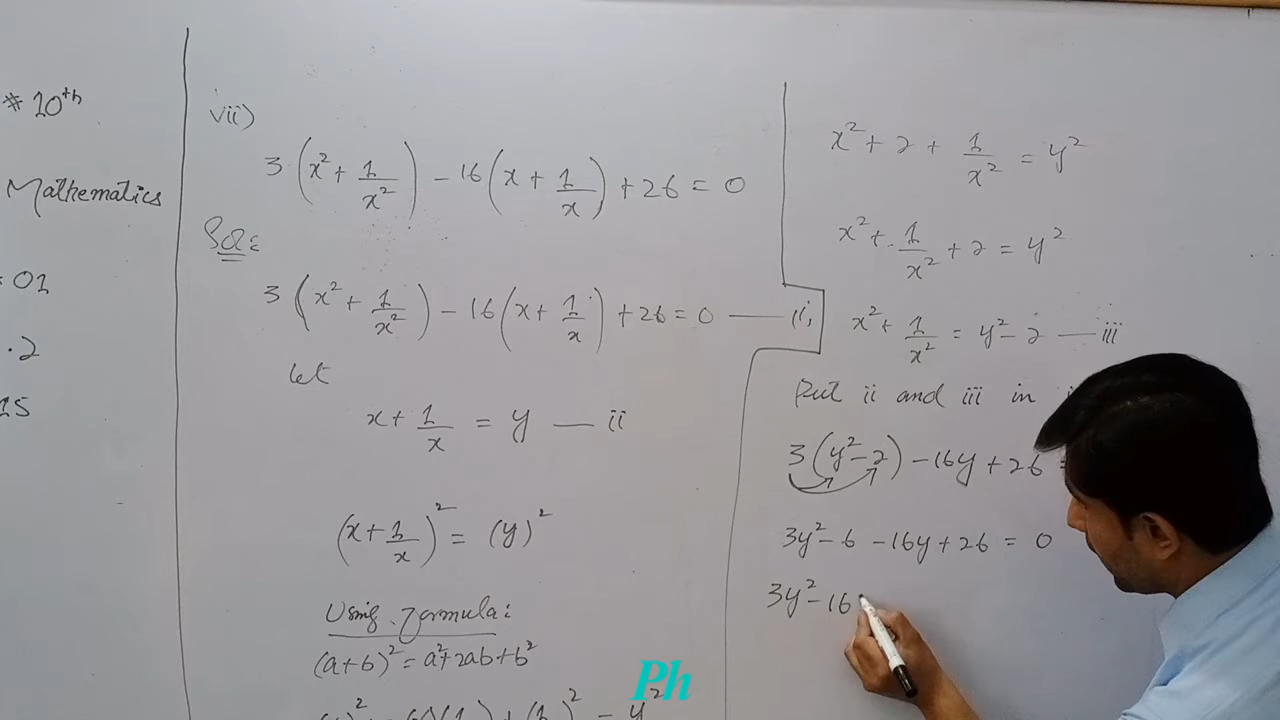 # 10th
Mathematics
01
.2
15
vii)
3(x² + 1/x²) - 16(x + 1/x) + 26 = 0
Sol:
3(x² + 1/x²) - 16(x + 1/x) + 26 = 0 — i,
let
x + 1/x = y — ii
(x + 1/x)² = (y)²
Using Formula:
(a+b)² = a²+2ab+b²
x² + 2 + 1/x² = y²
x² + 1/x² + 2 = y²
x² + 1/x² = y² - 2 — iii
Put ii and iii in
3(y² - 2) - 16y + 26
3y² - 6 - 16y + 26 = 0
3y² - 16
Ph